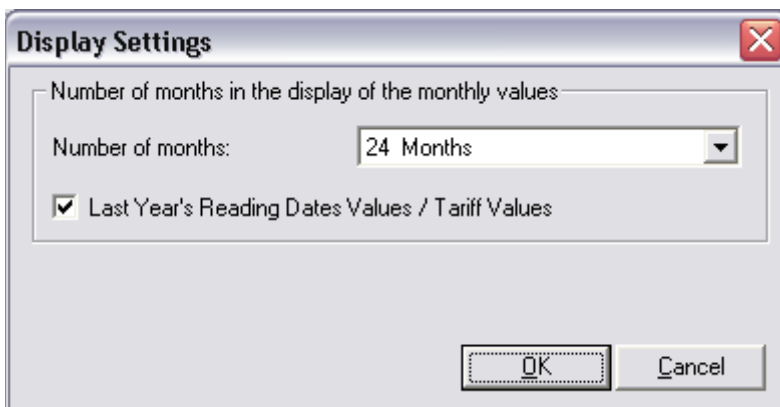 Display Settings
Number of months in the display of the monthly values
Number of months:
24 Months
Last Year's Reading Dates Values / Tariff Values
OK
Cancel